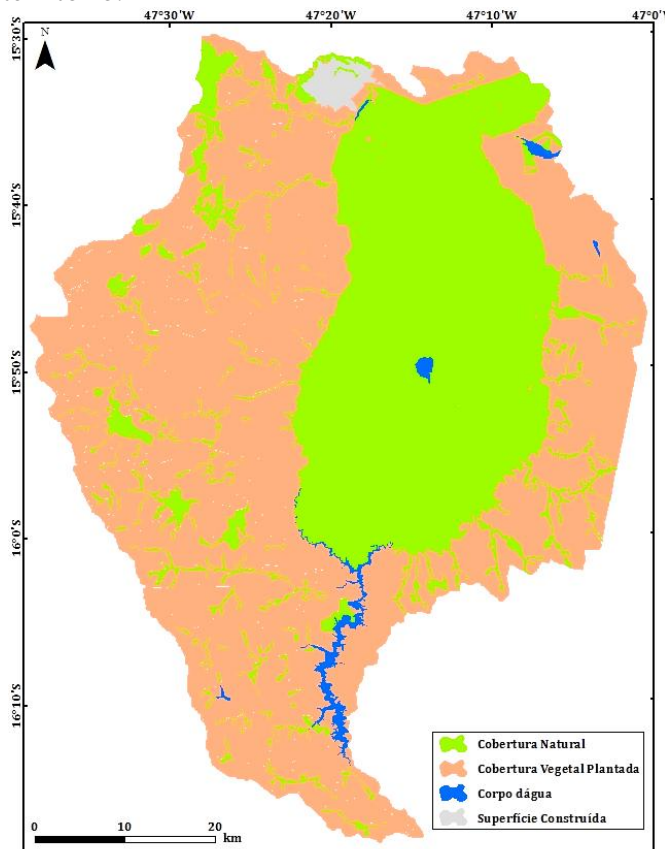 47°30'W 47°20'W 47°10'W 47°0'W
N
15°30'S
15°40'S
15°50'S
16°0'S
16°10'S
Cobertura Natural
Cobertura Vegetal Plantada
Corpo dágua
Superfície Construída
0 10 20
km